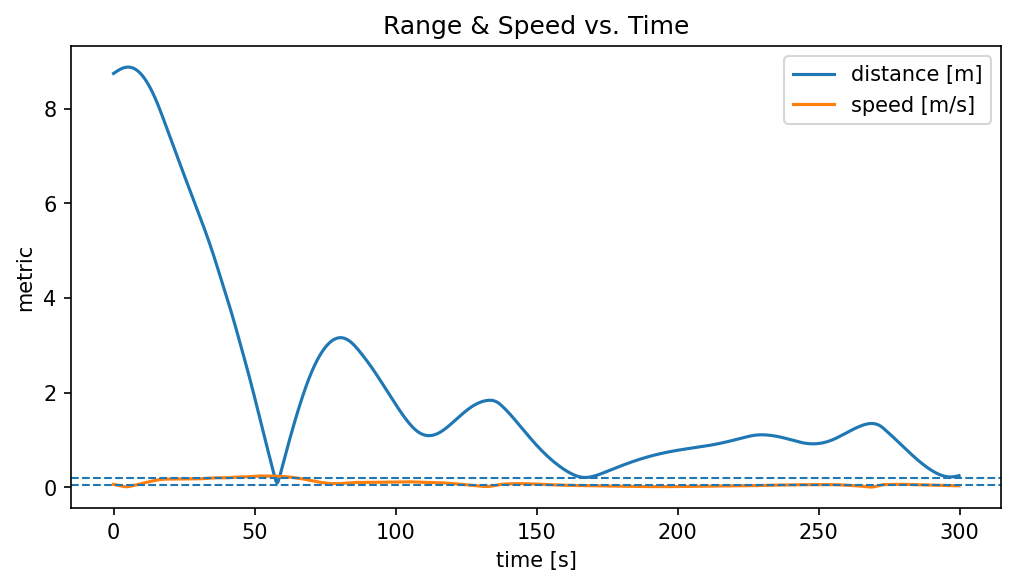 Range & Speed vs. Time
distance [m]
speed [m/s]
metric
8
6
4
2
0
0 50 100 150 200 250 300
time [s]